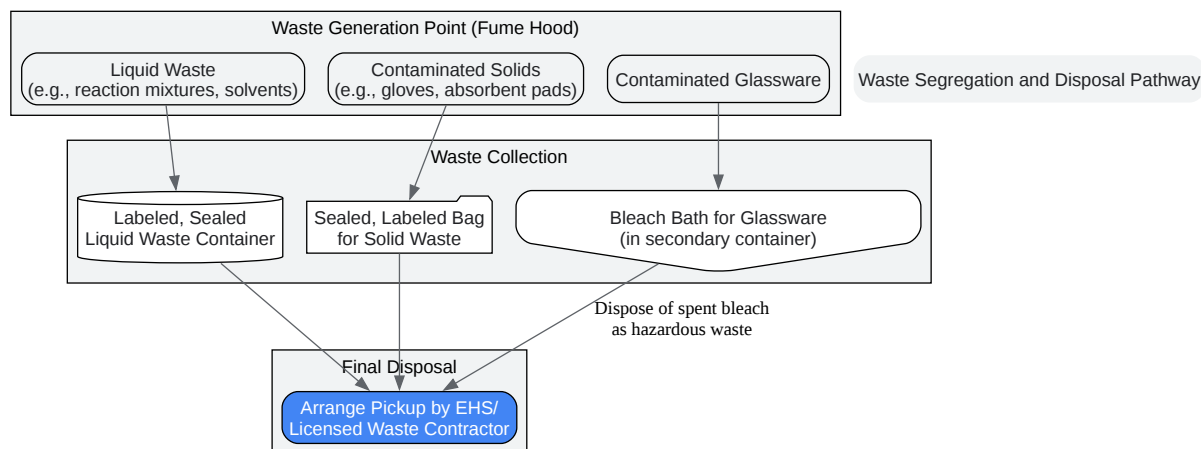 Waste Generation Point (Fume Hood)
Liquid Waste
(e.g., reaction mixtures, solvents)
Contaminated Solids
(e.g., gloves, absorbent pads)
Contaminated Glassware
Waste Segregation and Disposal Pathway
Waste Collection
Labeled, Sealed
Liquid Waste Container
Sealed, Labeled Bag
for Solid Waste
Bleach Bath for Glassware
(in secondary container)
Dispose of spent bleach
as hazardous waste
Final Disposal
Arrange Pickup by EHS/
Licensed Waste Contractor